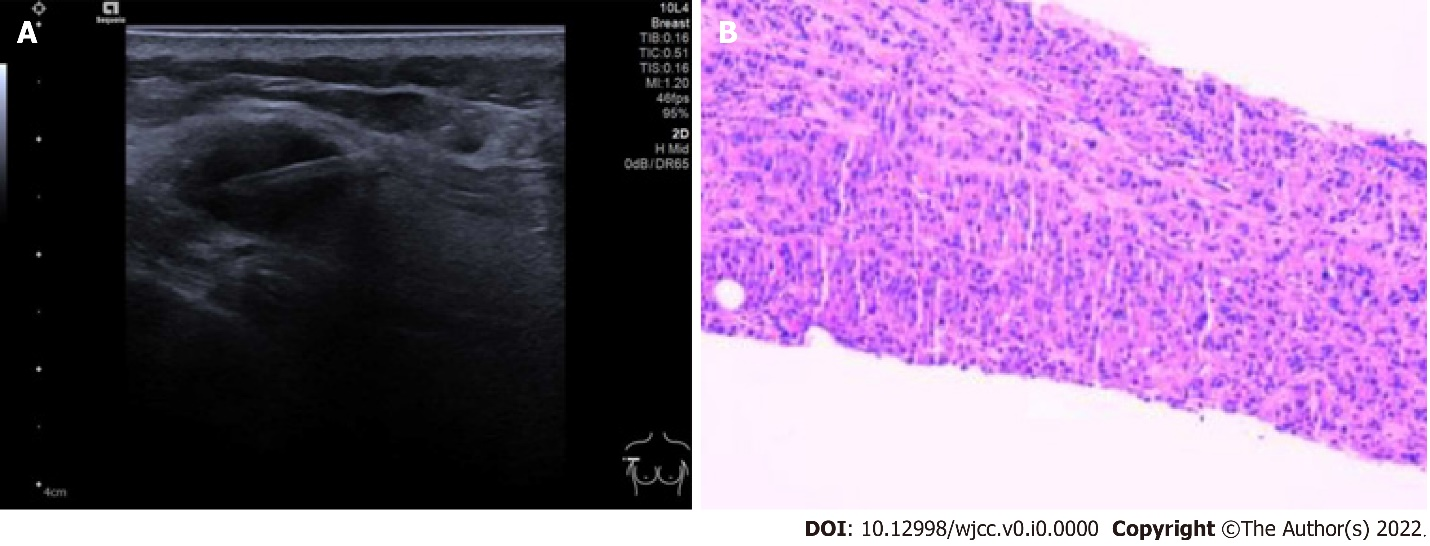 A
Sequoia
10L4
Breast
TIB:0.16
TIC:0.51
TIS:0.16
MI:1.20
46fps
95%
2D
H Mid
0dB/DR65
4cm
B
DOI: 10.12998/wjcc.v0.i0.0000 Copyright ©The Author(s) 2022.